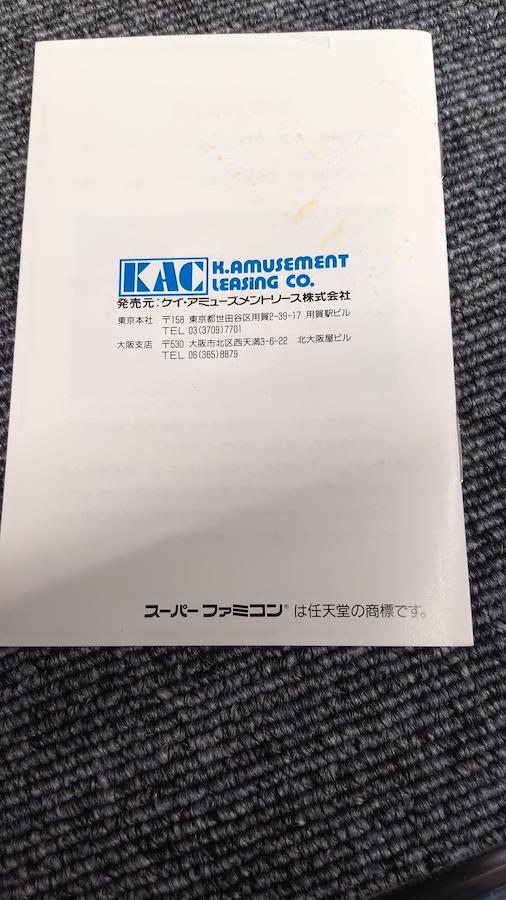 KAC K.AMUSEMENT
LEASING CO.
発売元:ケイ・アミューズメントリース株式会社
東京本社 〒158 東京都世田谷区用賀2-39-17 用賀駅ビル
TEL 03(3709)7701
大阪支店 〒530 大阪市北区西天満3-6-22 北大阪屋ビル
TEL 06(365)8879
スーパーファミコン®は任天堂の商標です。